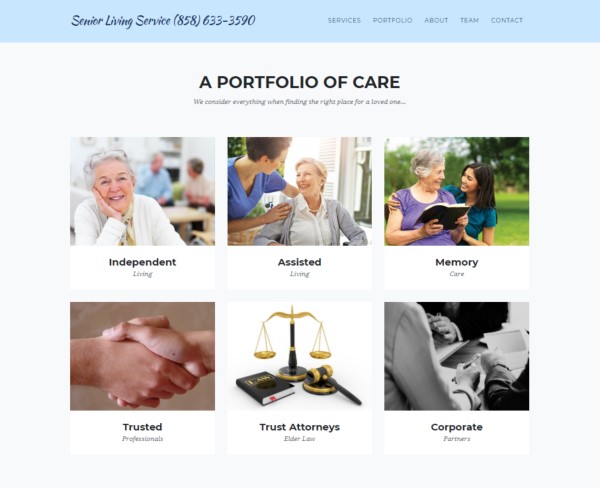 Senior Living Service (858) 633-3590
SERVICES PORTFOLIO ABOUT TEAM CONTACT
A PORTFOLIO OF CARE
We consider everything when finding the right place for a loved one...
Independent
Living
Assisted
Living
Memory
Care
LAW
Trusted
Professionals
Trust Attorneys
Elder Law
Corporate
Partners